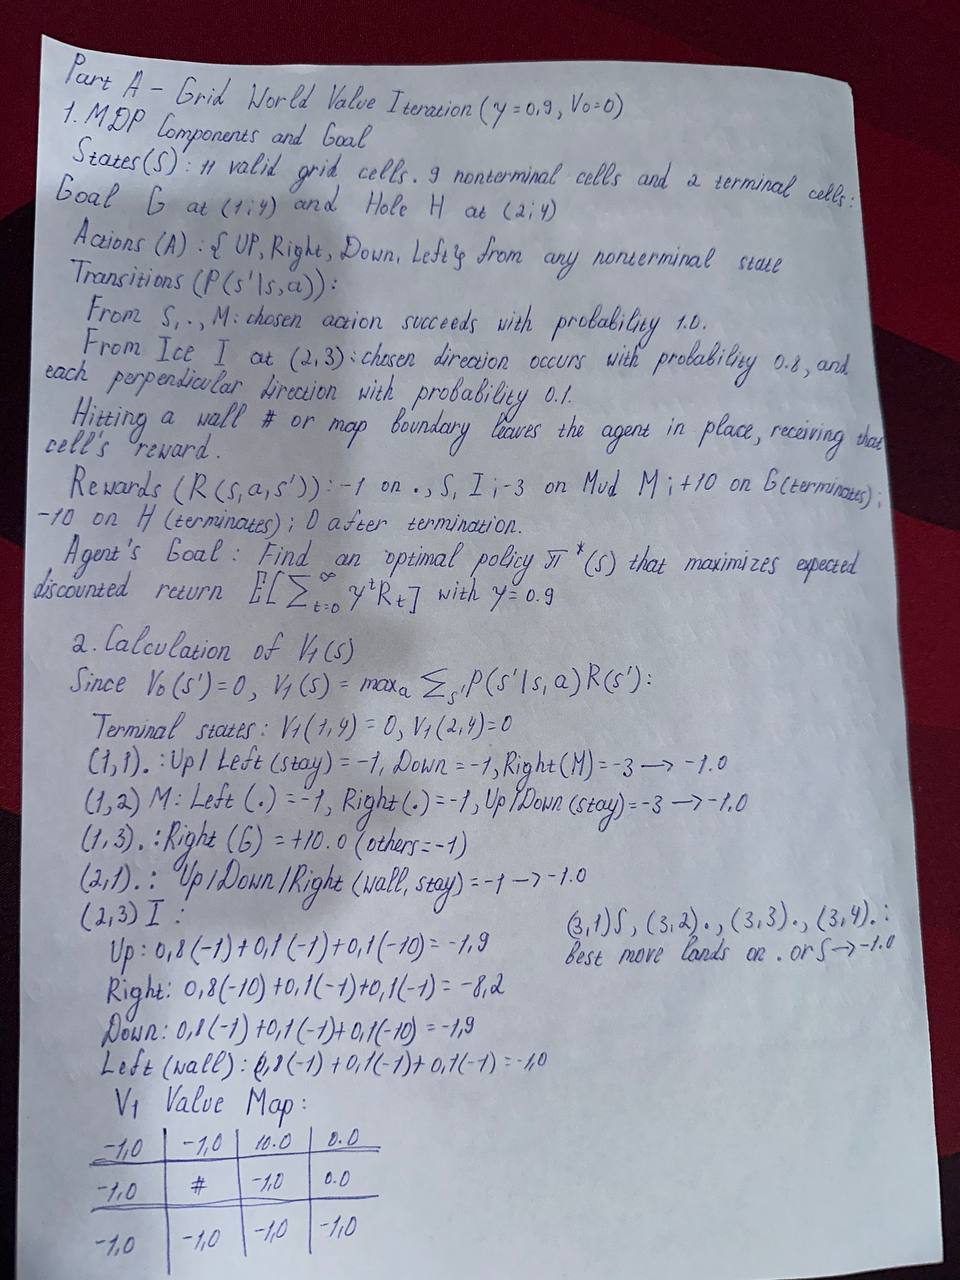 Part A - Grid World Value Iteration (γ=0,9, V0=0)
1. MDP Components and Goal
States(S): 11 valid grid cells. 9 nonterminal cells and 2 terminal cells:
Goal G at (1;4) and Hole H at (2;4)
Actions (A): {UP, Right, Down, Left} from any nonterminal state
Transitions (P(s'|s,a)):
From S, ., M: chosen action succeeds with probability 1.0.
From Ice I at (2,3): chosen direction occurs with probability 0.8, and
each perpendicular direction with probability 0.1.
Hitting a wall # or map boundary leaves the agent in place, receiving that
cell's reward.
Rewards (R(s,a,s')): -1 on ., S, I; -3 on Mud M; +10 on G(terminates);
-10 on H (terminates); 0 after termination.
Agent's Goal: Find an optimal policy π*(s) that maximizes expected
discounted return E[∑_{t=0}^∞ γ^t R_t] with γ=0.9
2. Calculation of V1(s)
Since V0(s')=0, V1(s) = max_a ∑_{s'} P(s'|s,a)R(s'):
Terminal states: V1(1,4)=0, V1(2,4)=0
(1,1). : Up/ Left (stay) = -1, Down = -1, Right(M) = -3 → -1.0
(1,2) M: Left (.) = -1, Right(.) = -1, Up/Down (stay) = -3 → -1,0
(1,3). : Right (G) = +10.0 (others = -1)
(2,1). : Up/Down/Right (wall, stay) = -1 → -1.0
(2,3) I :
Up: 0,8(-1)+0,1(-1)+0,1(-10) = -1,9
Right: 0,8(-10)+0,1(-1)+0,1(-1) = -8,2
Down: 0,8(-1)+0,1(-1)+0,1(-10) = -1,9
Left (wall): 0,8(-1)+0,1(-1)+0,1(-1) = -1,0
(3,1) S, (3,2)., (3,3)., (3,4). :
Best move lands on . or S → -1.0
V1 Value Map:
-1,0 | -1,0 | 10.0 | 0.0
-1,0 | # | -1,0 | 0.0
-1,0 | -1,0 | -1,0 | -1,0